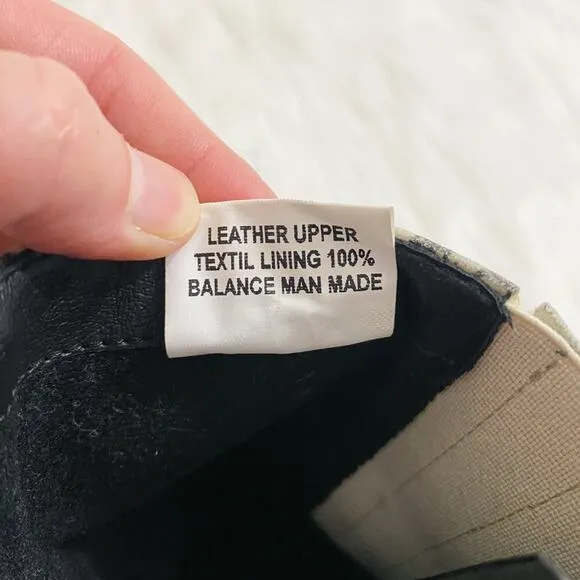 LEATHER UPPER
TEXTIL LINING 100%
BALANCE MAN MADE